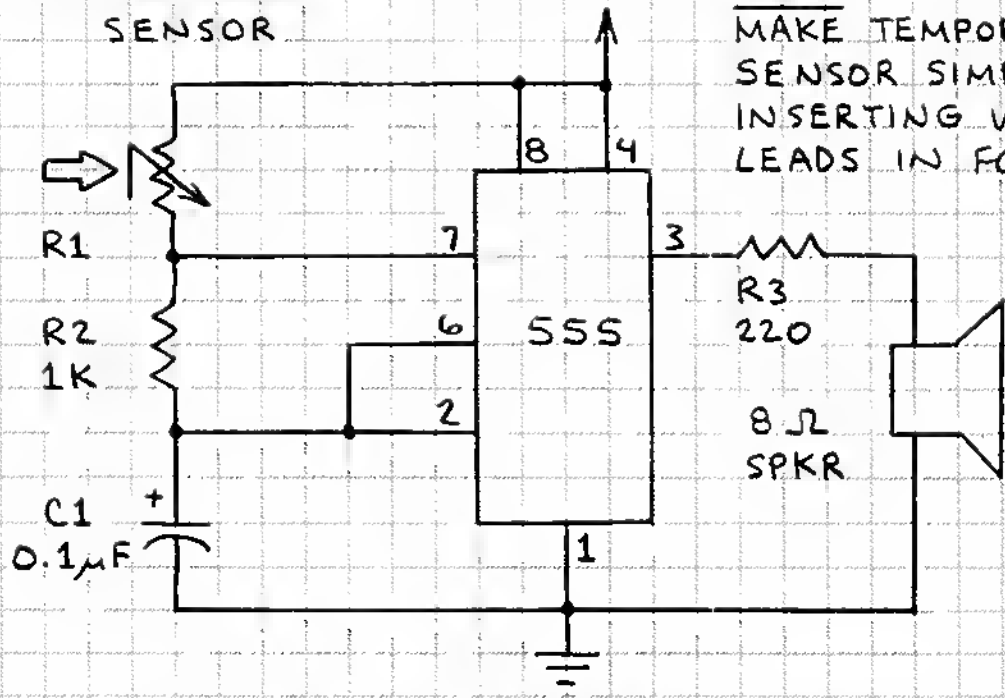 SENSOR
MAKE
SENSOR
INSERTING
LEADS IN
8
4
R1
7
3
R3
220
R2
1K
6
555
2
8 Ω
SPKR
C1
+
0.1μF
1